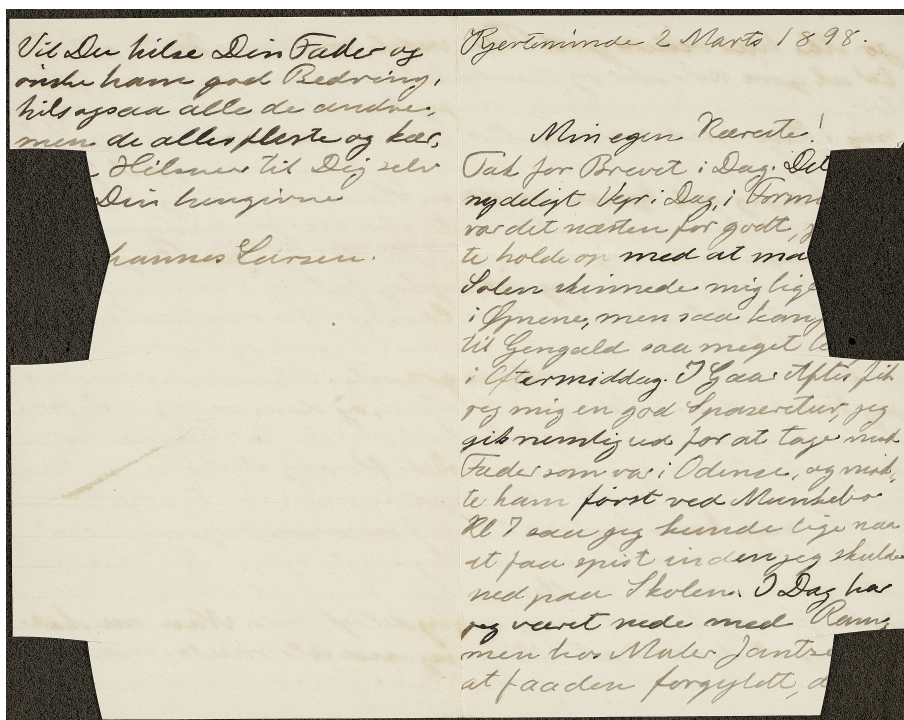 Vil Du hilse Din Fader og
ønske ham god Bedring,
hils ogsaa alle de andre,
men de allerfleste og kær,
Hilsner til Dig selv
Din hengivne
hannes Larsen.
Kjerteminde 2 Marts 1898.
Min egen Kæreste!
Tak for Brevet i Dag. Det
nydeligt Vejr i Dag, i Form
var det næsten for godt,
te holde op med at ma
Solen skinnede mig lige
i Øjnene, men saa kan
til Gengæld saa meget
i Eftermiddag. I Gaar Aftes fik
jeg mig en god Spaseretur, jeg
gik nemlig ud for at tage mod
Fader som var i Odense, og mød,
te ham først ved Munkebo
Kl 7 saa jeg kunde lige naa
at faa spist inden jeg skulde
ned paa Skolen. I Dag har
jeg været nede med Ram,
men hos Maler Jantze
at faa den forgyldt,